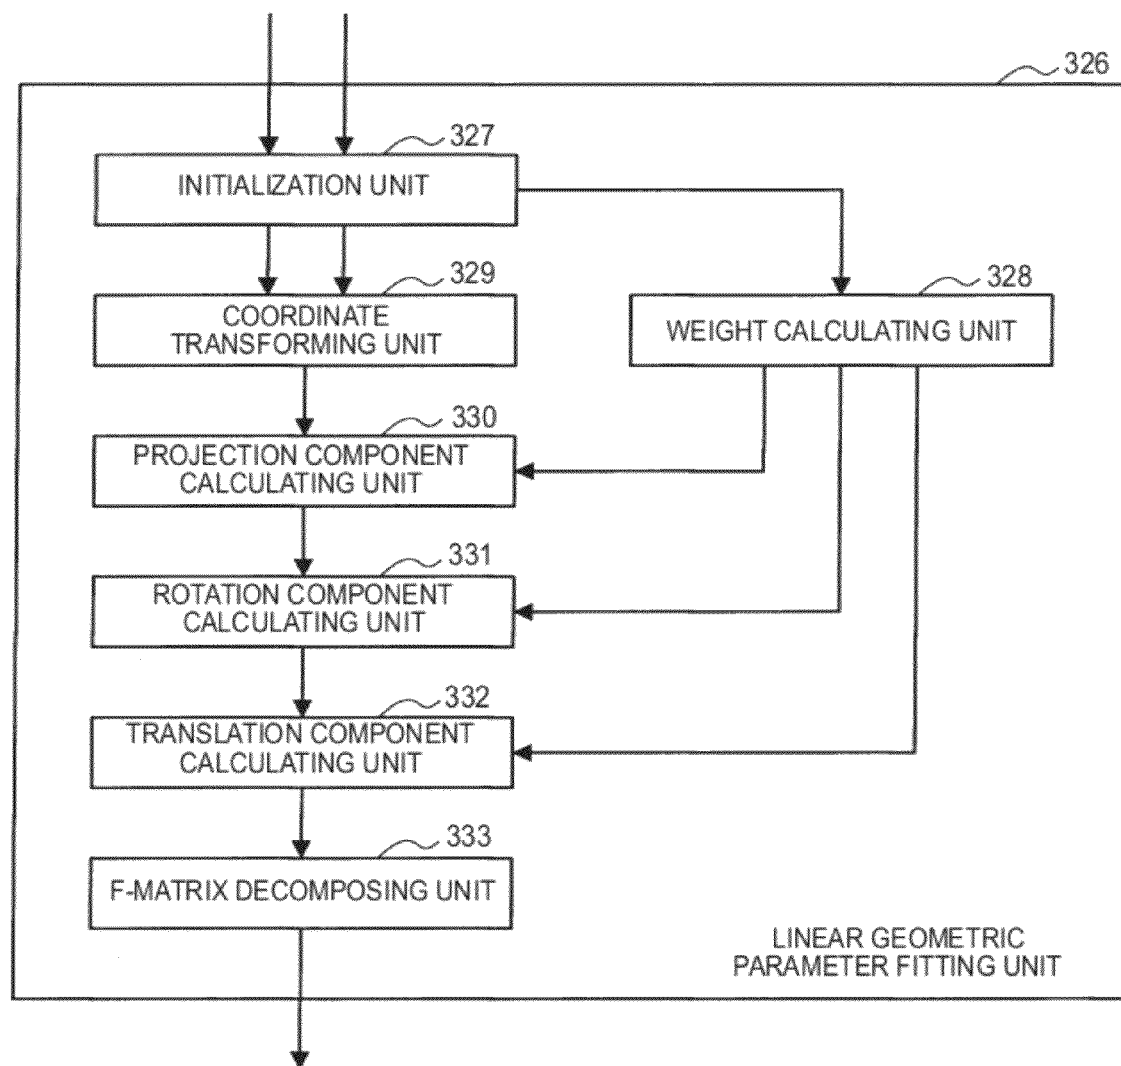 326
327
INITIALIZATION UNIT
329
COORDINATE
TRANSFORMING UNIT
328
WEIGHT CALCULATING UNIT
330
PROJECTION COMPONENT
CALCULATING UNIT
331
ROTATION COMPONENT
CALCULATING UNIT
332
TRANSLATION COMPONENT
CALCULATING UNIT
333
F-MATRIX DECOMPOSING UNIT
LINEAR GEOMETRIC
PARAMETER FITTING UNIT